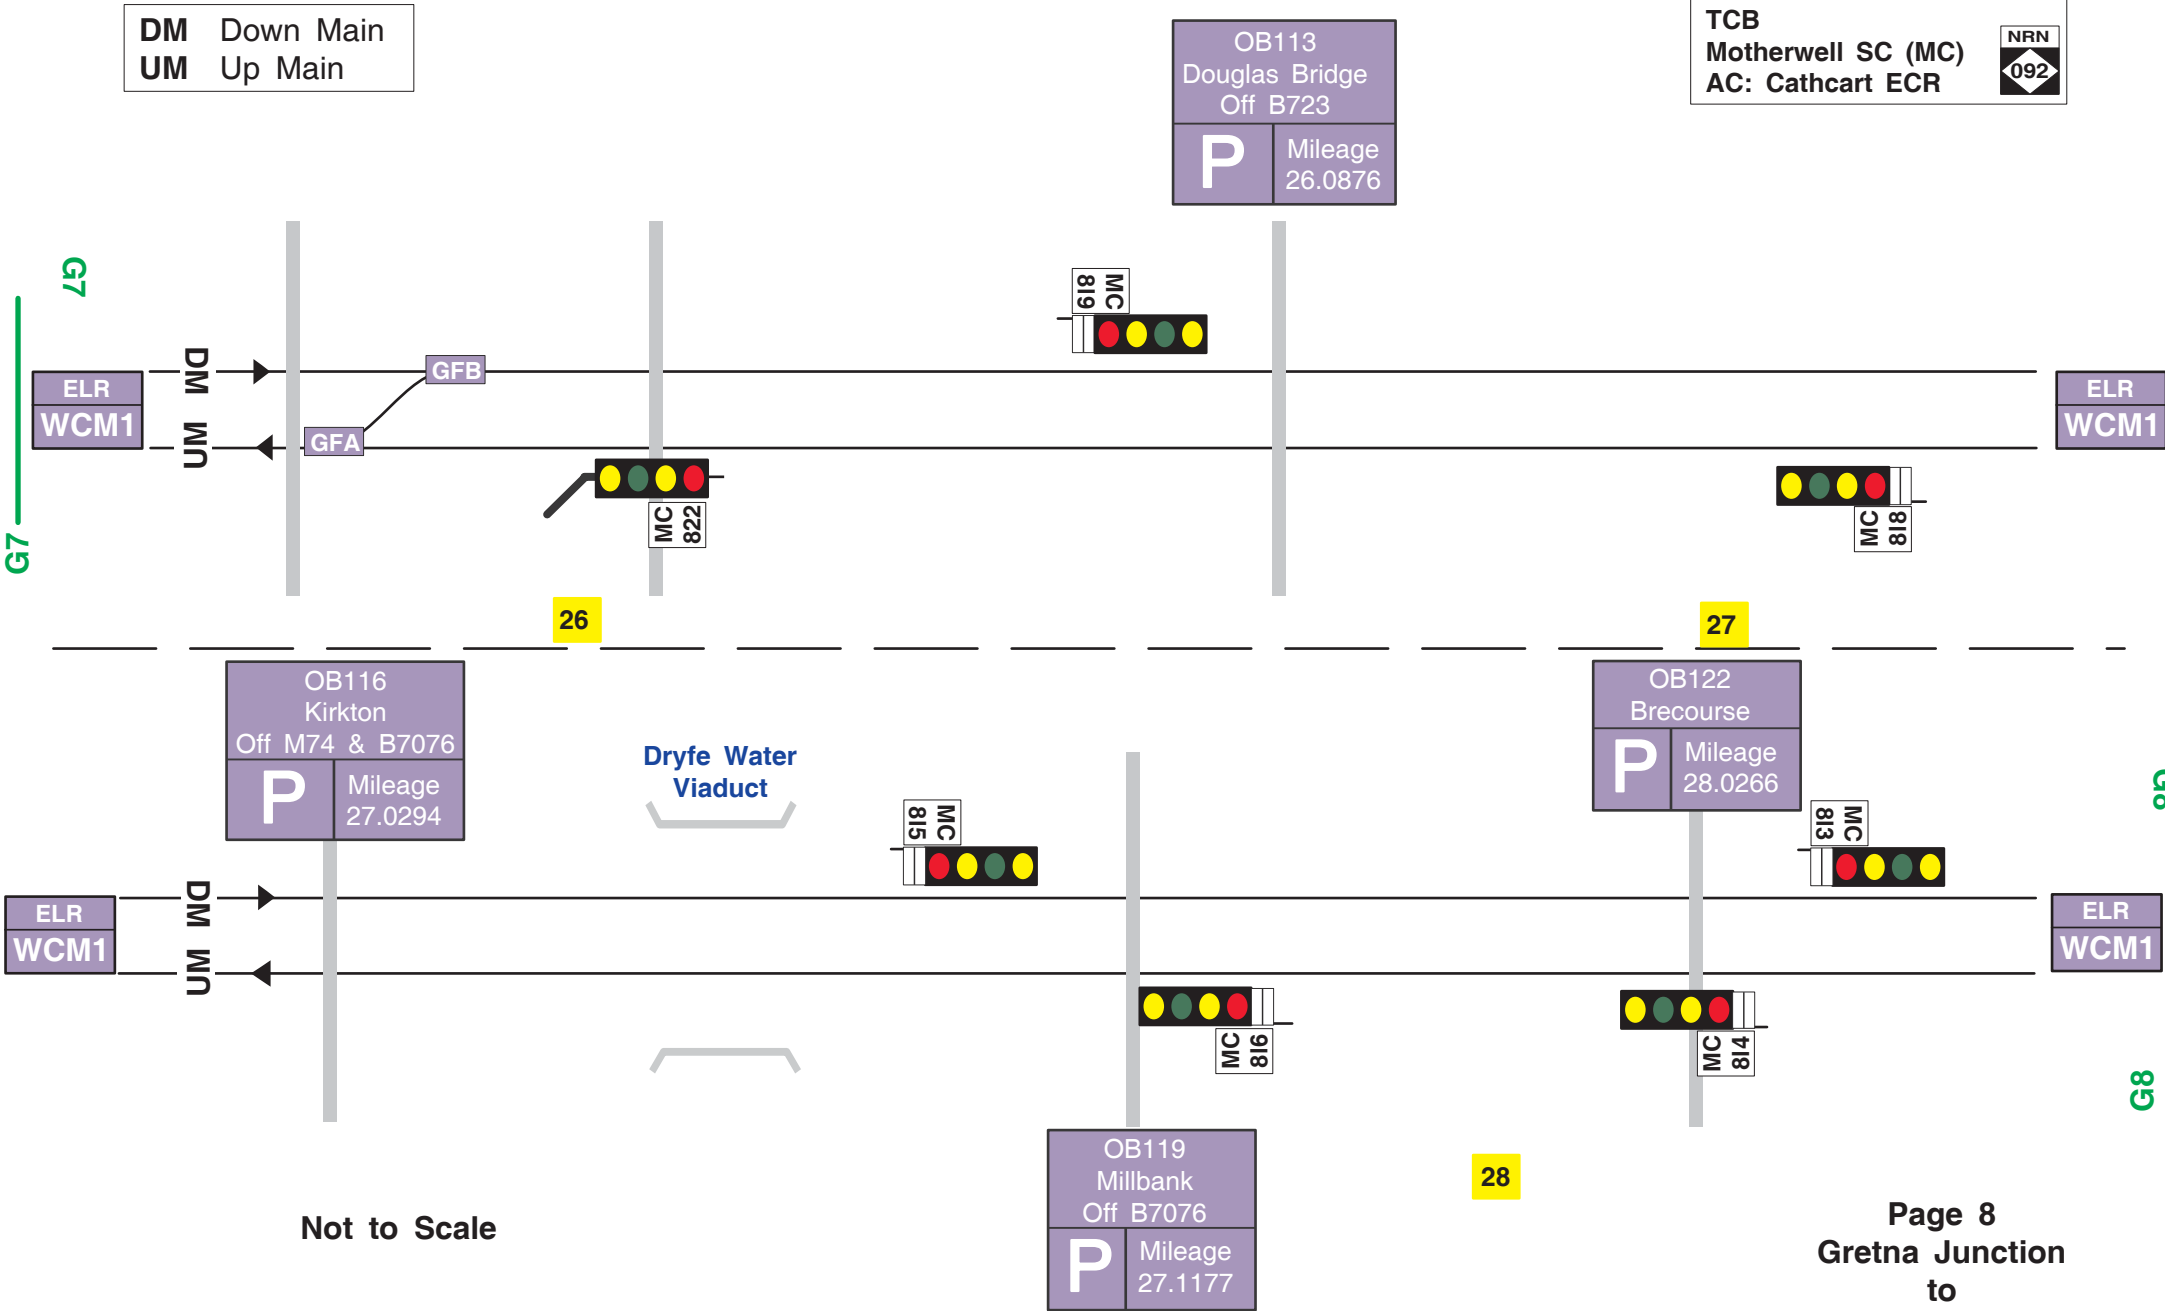 DM Down Main
UM Up Main
OB113
Douglas Bridge
Off B723
P
Mileage
26.0876
TCB
Motherwell SC (MC)
AC: Cathcart ECR
NRN
092
G7
G7
ELR
WCM1
DM
UM
GFB
GFA
MC
819
MC
822
MC
818
ELR
WCM1
26
27
OB116
Kirkton
Off M74 & B7076
P
Mileage
27.0294
Dryfe Water
Viaduct
MC
815
OB122
Brecourse
P
Mileage
28.0266
MC
813
G8
ELR
WCM1
DM
UM
ELR
WCM1
MC
816
MC
814
G8
OB119
Millbank
Off B7076
P
Mileage
27.1177
28
Not to Scale
Page 8
Gretna Junction
to